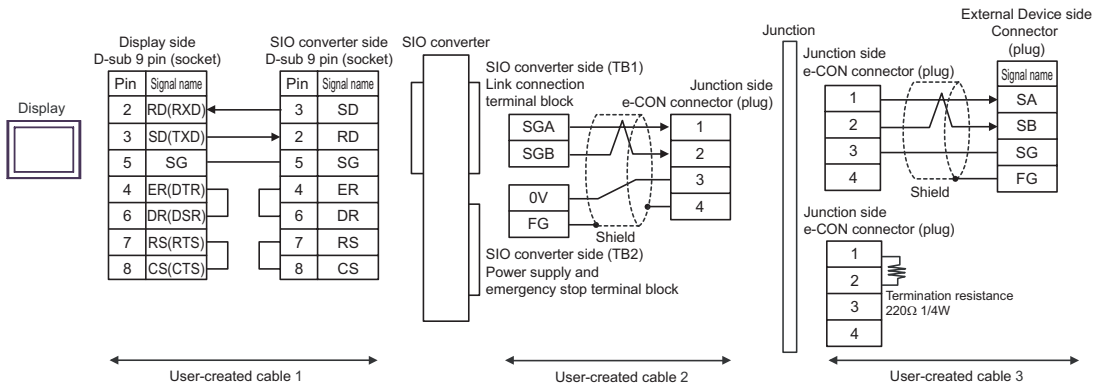 Display
Display side
D-sub 9 pin (socket)
Pin Signal name
2 RD(RXD)
3 SD(TXD)
5 SG
4 ER(DTR)
6 DR(DSR)
7 RS(RTS)
8 CS(CTS)
SIO converter side
D-sub 9 pin (socket)
Pin Signal name
3 SD
2 RD
5 SG
4 ER
6 DR
7 RS
8 CS
User-created cable 1
SIO converter
SIO converter side (TB1)
Link connection
terminal block
SGA
SGB
0V
FG
Shield
SIO converter side (TB2)
Power supply and
emergency stop terminal block
Junction side
e-CON connector (plug)
1
2
3
4
User-created cable 2
Junction
Junction side
e-CON connector (plug)
1
2
3
4
Shield
External Device side
Connector
(plug)
Signal name
SA
SB
SG
FG
Junction side
e-CON connector (plug)
1
2
3
4
Termination resistance
220Ω 1/4W
User-created cable 3